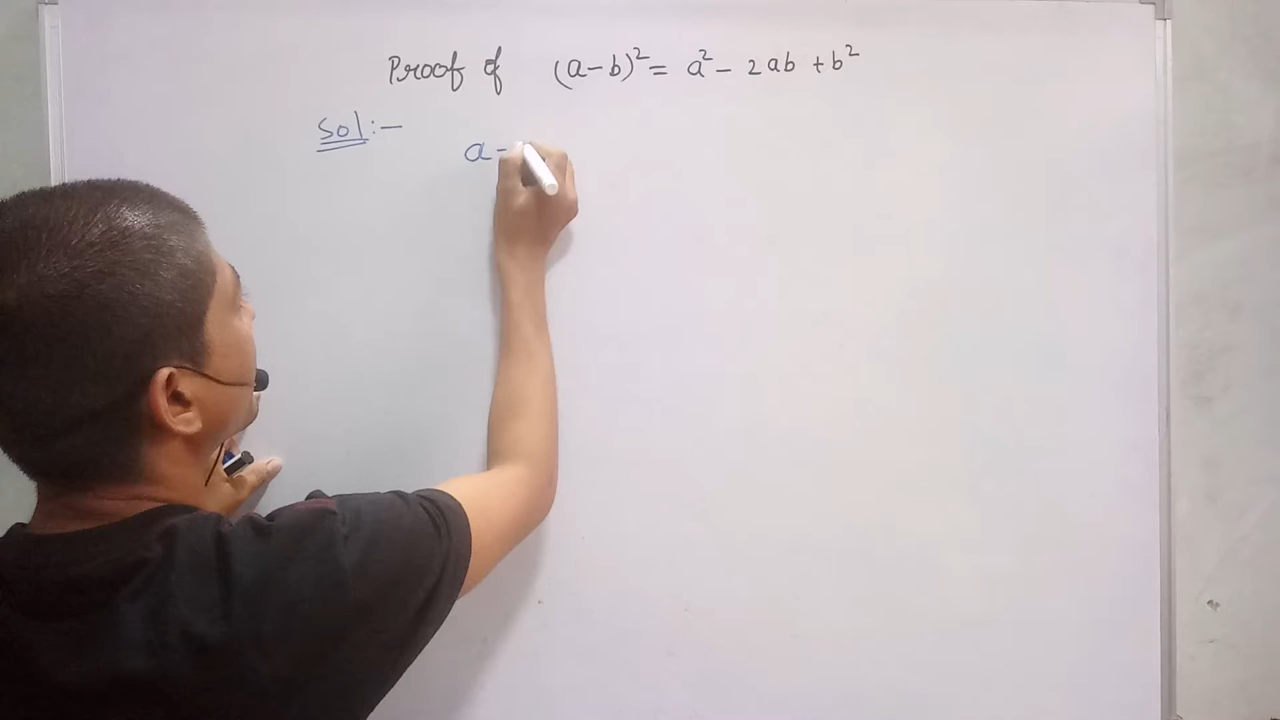 Proof of (a-b)² = a² - 2ab + b²
Sol:-
a-